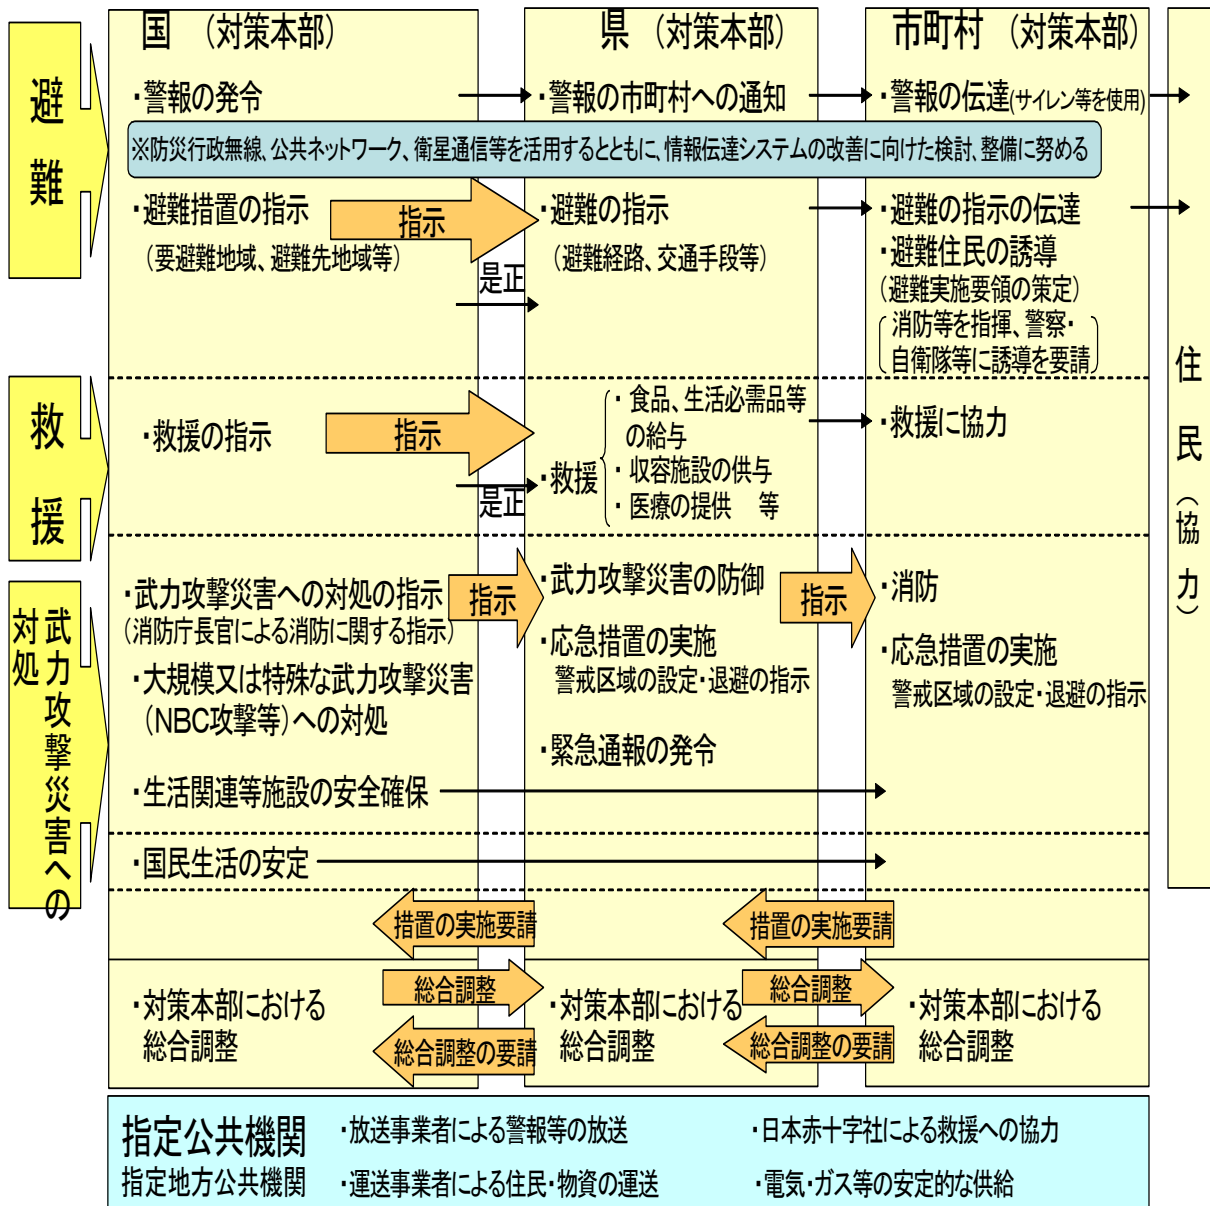 避難
国 (対策本部)
県 (対策本部)
市町村 (対策本部)
・警報の発令
・警報の市町村への通知
・警報の伝達(サイレン等を使用)
※防災行政無線、公共ネットワーク、衛星通信等を活用するとともに、情報伝達システムの改善に向けた検討、整備に努める
・避難措置の指示
(要避難地域、避難先地域等)
指示
是正
・避難の指示
(避難経路、交通手段等)
・避難の指示の伝達
・避難住民の誘導
(避難実施要領の策定)
消防等を指揮、警察・
自衛隊等に誘導を要請
住民(協力)
救援
・救援の指示
指示
是正
・救援
・食品、生活必需品等
の給与
・収容施設の供与
・医療の提供 等
・救援に協力
武力攻撃災害への
対処
・武力攻撃災害への対処の指示
(消防庁長官による消防に関する指示)
・大規模又は特殊な武力攻撃災害
(NBC攻撃等)への対処
・生活関連等施設の安全確保
指示
・武力攻撃災害の防御
・応急措置の実施
警戒区域の設定・退避の指示
・緊急通報の発令
指示
・消防
・応急措置の実施
警戒区域の設定・退避の指示
・国民生活の安定
措置の実施要請
措置の実施要請
・対策本部における
総合調整
総合調整
総合調整の要請
・対策本部における
総合調整
総合調整
総合調整の要請
・対策本部における
総合調整
指定公共機関
指定地方公共機関
・放送事業者による警報等の放送
・日本赤十字社による救援への協力
・運送事業者による住民・物資の運送
・電気・ガス等の安定的な供給